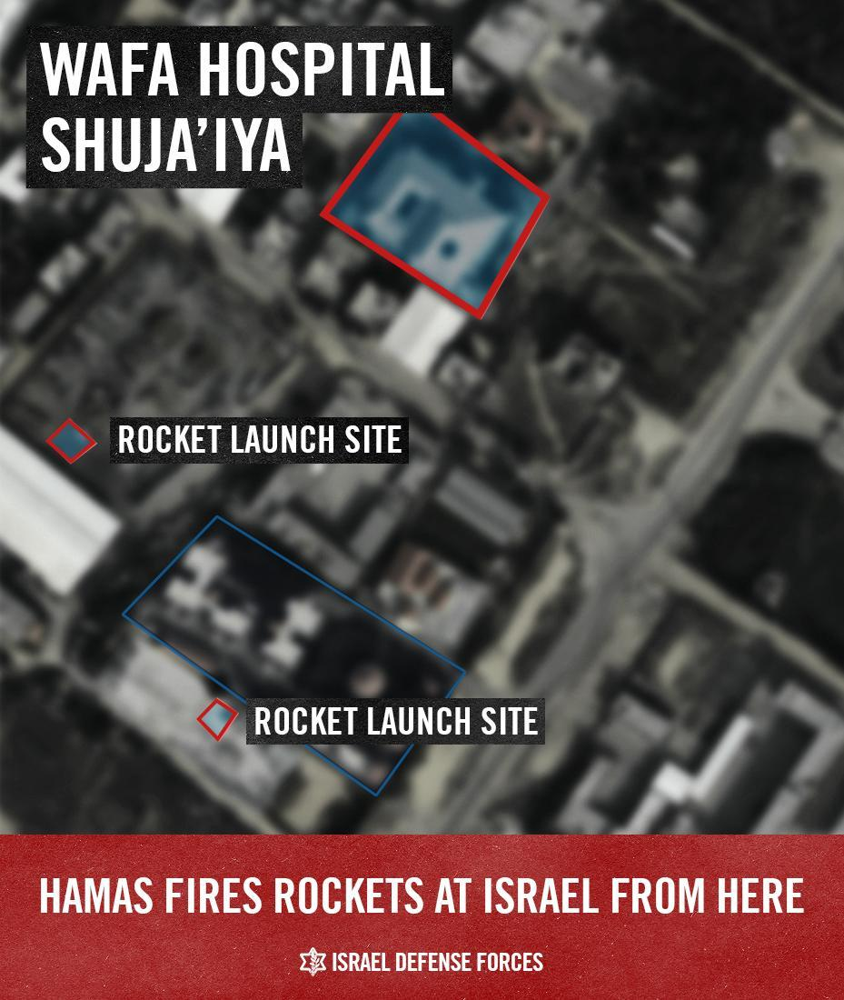 WAFA HOSPITAL
SHUJA’IYA
ROCKET LAUNCH SITE
ROCKET LAUNCH SITE
HAMAS FIRES ROCKETS AT ISRAEL FROM HERE
ISRAEL DEFENSE FORCES